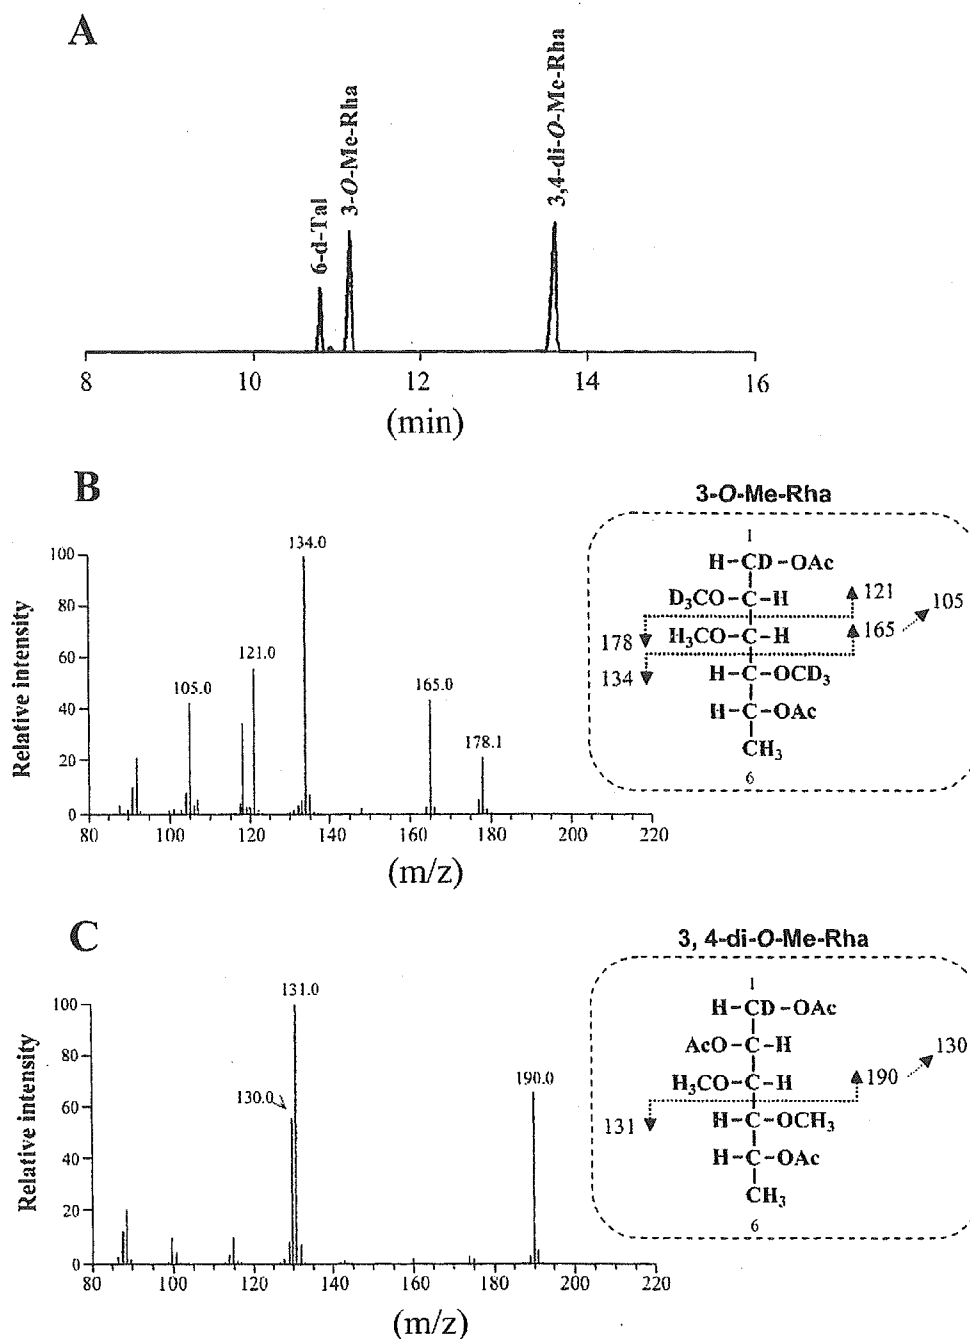 A
6-d-Tal
3-O-Me-Rha
3,4-di-O-Me-Rha
8 10 12 14 16
(min)
B
Relative intensity
100
80
60
40
20
0
105.0
121.0
134.0
165.0
178.1
80 100 120 140 160 180 200 220
(m/z)
3-O-Me-Rha
1
H-CD-OAc
D3CO-C-H
121
105
178
H3CO-C-H
165
134
H-C-OCD3
H-C-OAc
CH3
6
C
Relative intensity
100
80
60
40
20
0
130.0
131.0
190.0
80 100 120 140 160 180 200 220
(m/z)
3, 4-di-O-Me-Rha
1
H-CD-OAc
AcO-C-H
130
H3CO-C-H
190
131
H-C-OCH3
H-C-OAc
CH3
6